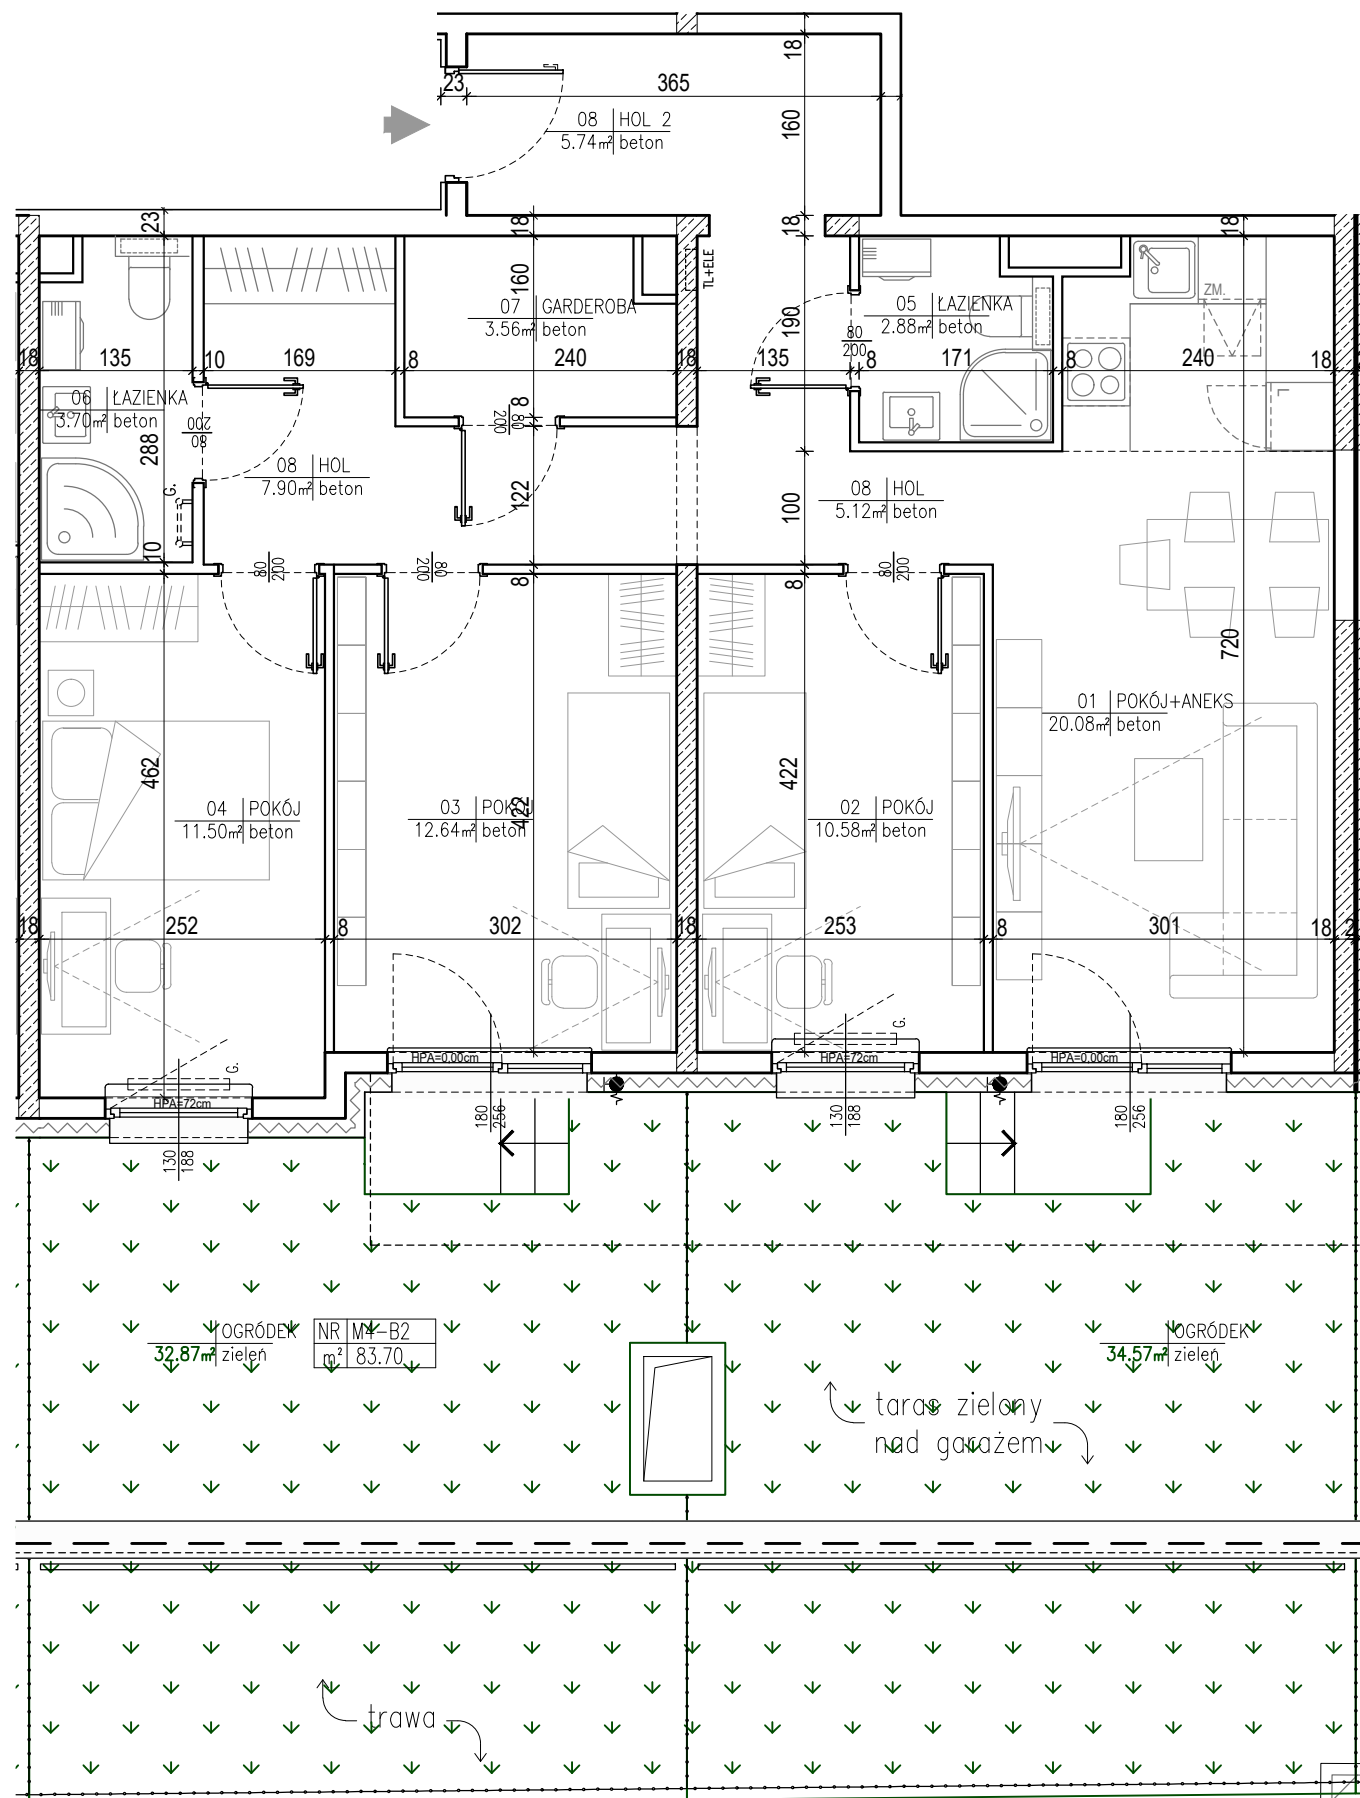 18
23
365
08 HOL 2
5.74m² beton
160
23
18
18
18
TL+ELE
160
07 GARDEROBA
3.56m² beton
190
05 ŁAZIENKA
2.88m² beton
ZM.
80
200
18
135
10
169
8
240
18
135
8
171
8
240
18
06 ŁAZIENKA
3.70m² beton
80
200
8
80
200
288
G.
08 HOL
7.90m² beton
122
100
08 HOL
5.12m² beton
10
80
200
80
200
8
8
80
200
720
01 POKÓJ+ANEKS
20.08m² beton
462
422
422
04 POKÓJ
11.50m² beton
03 POKÓJ
12.64m² beton
02 POKÓJ
10.58m² beton
18
252
8
302
18
253
8
301
18
2
G.
G.
HPA=0.00cm
HPA=72cm
HPA=0.00cm
HPA=72cm
180
256
130
188
180
256
130
188
OGRÓDEK
32.87m² zieleń
NR M4-B2
m² 83.70
OGRÓDEK
34.57m² zieleń
taras zielony
nad garażem
trawa